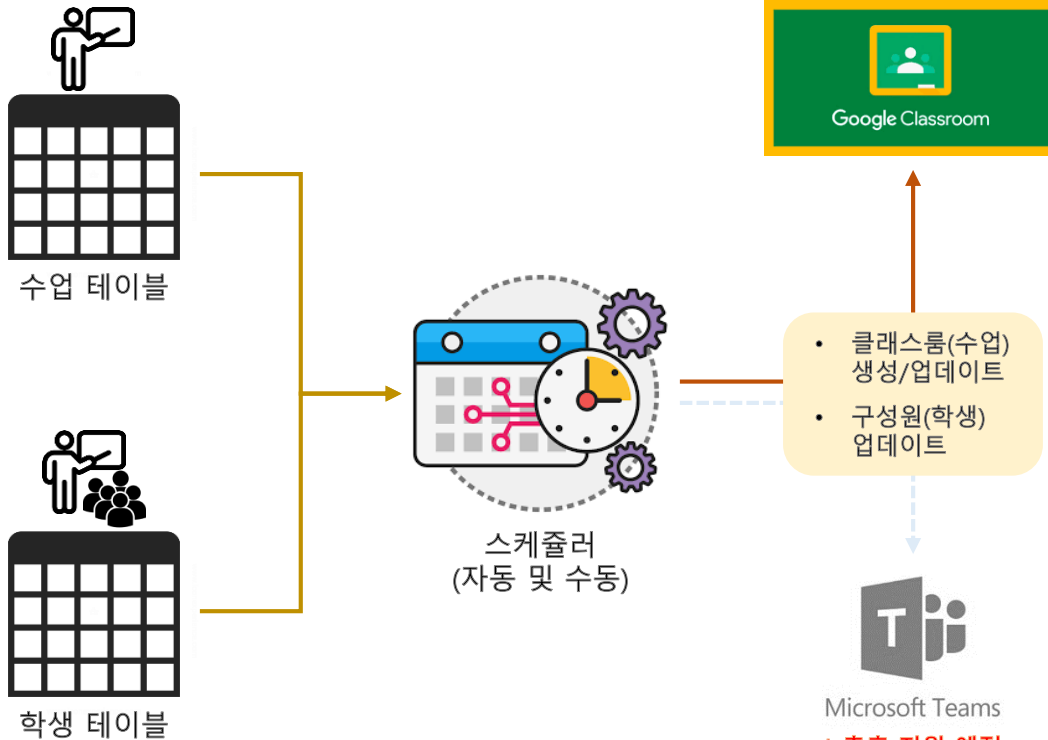 Google Classroom
수업 테이블
• 클래스룸(수업)
생성/업데이트
• 구성원(학생)
업데이트
스케쥴러
(자동 및 수동)
T
학생 테이블
Microsoft Teams